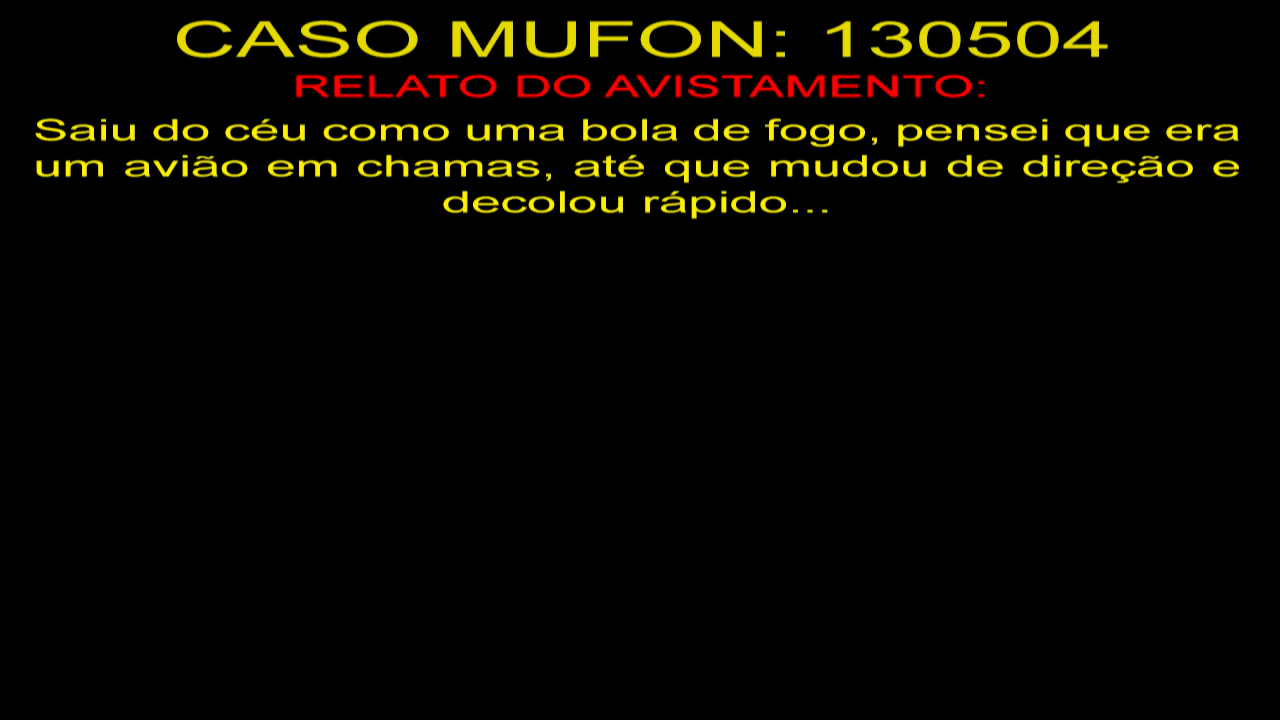 CASO MUFON: 130504
RELATO DO AVISTAMENTO:
Saiu do céu como uma bola de fogo, pensei que era
um avião em chamas, até que mudou de direção e
decolou rápido...